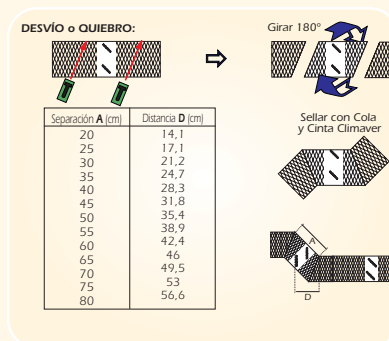 DESVÍO o QUIEBRO:
Girar 180°
Separación A (cm) Distancia D (cm)
20 14,1
25 17,1
30 21,2
35 24,7
40 28,3
45 31,8
50 35,4
55 38,9
60 42,4
65 46
70 49,5
75 53
80 56,6
Sellar con Cola
y Cinta Climaver
A
D